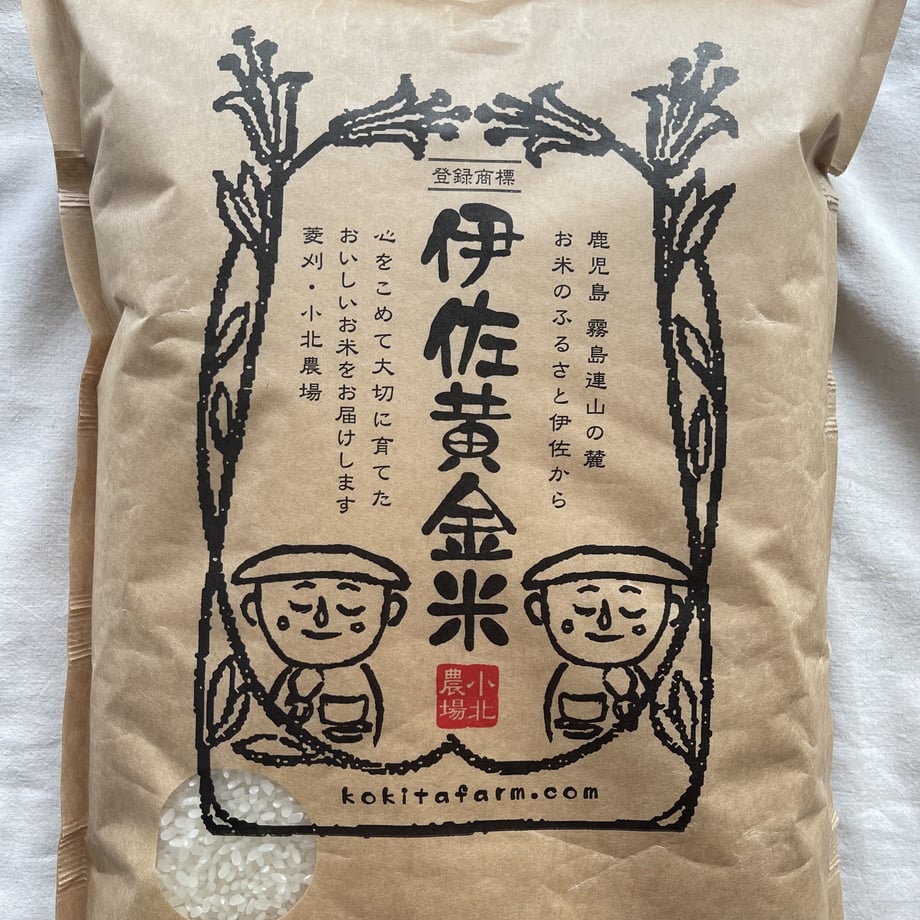 登録商標
鹿児島 霧島連山の麓
お米のふるさと伊佐から
伊佐黄金米
心をこめて大切に育てた
おいしいお米をお届けします
菱刈・小北農場
小北
農場
kokitafarm.com